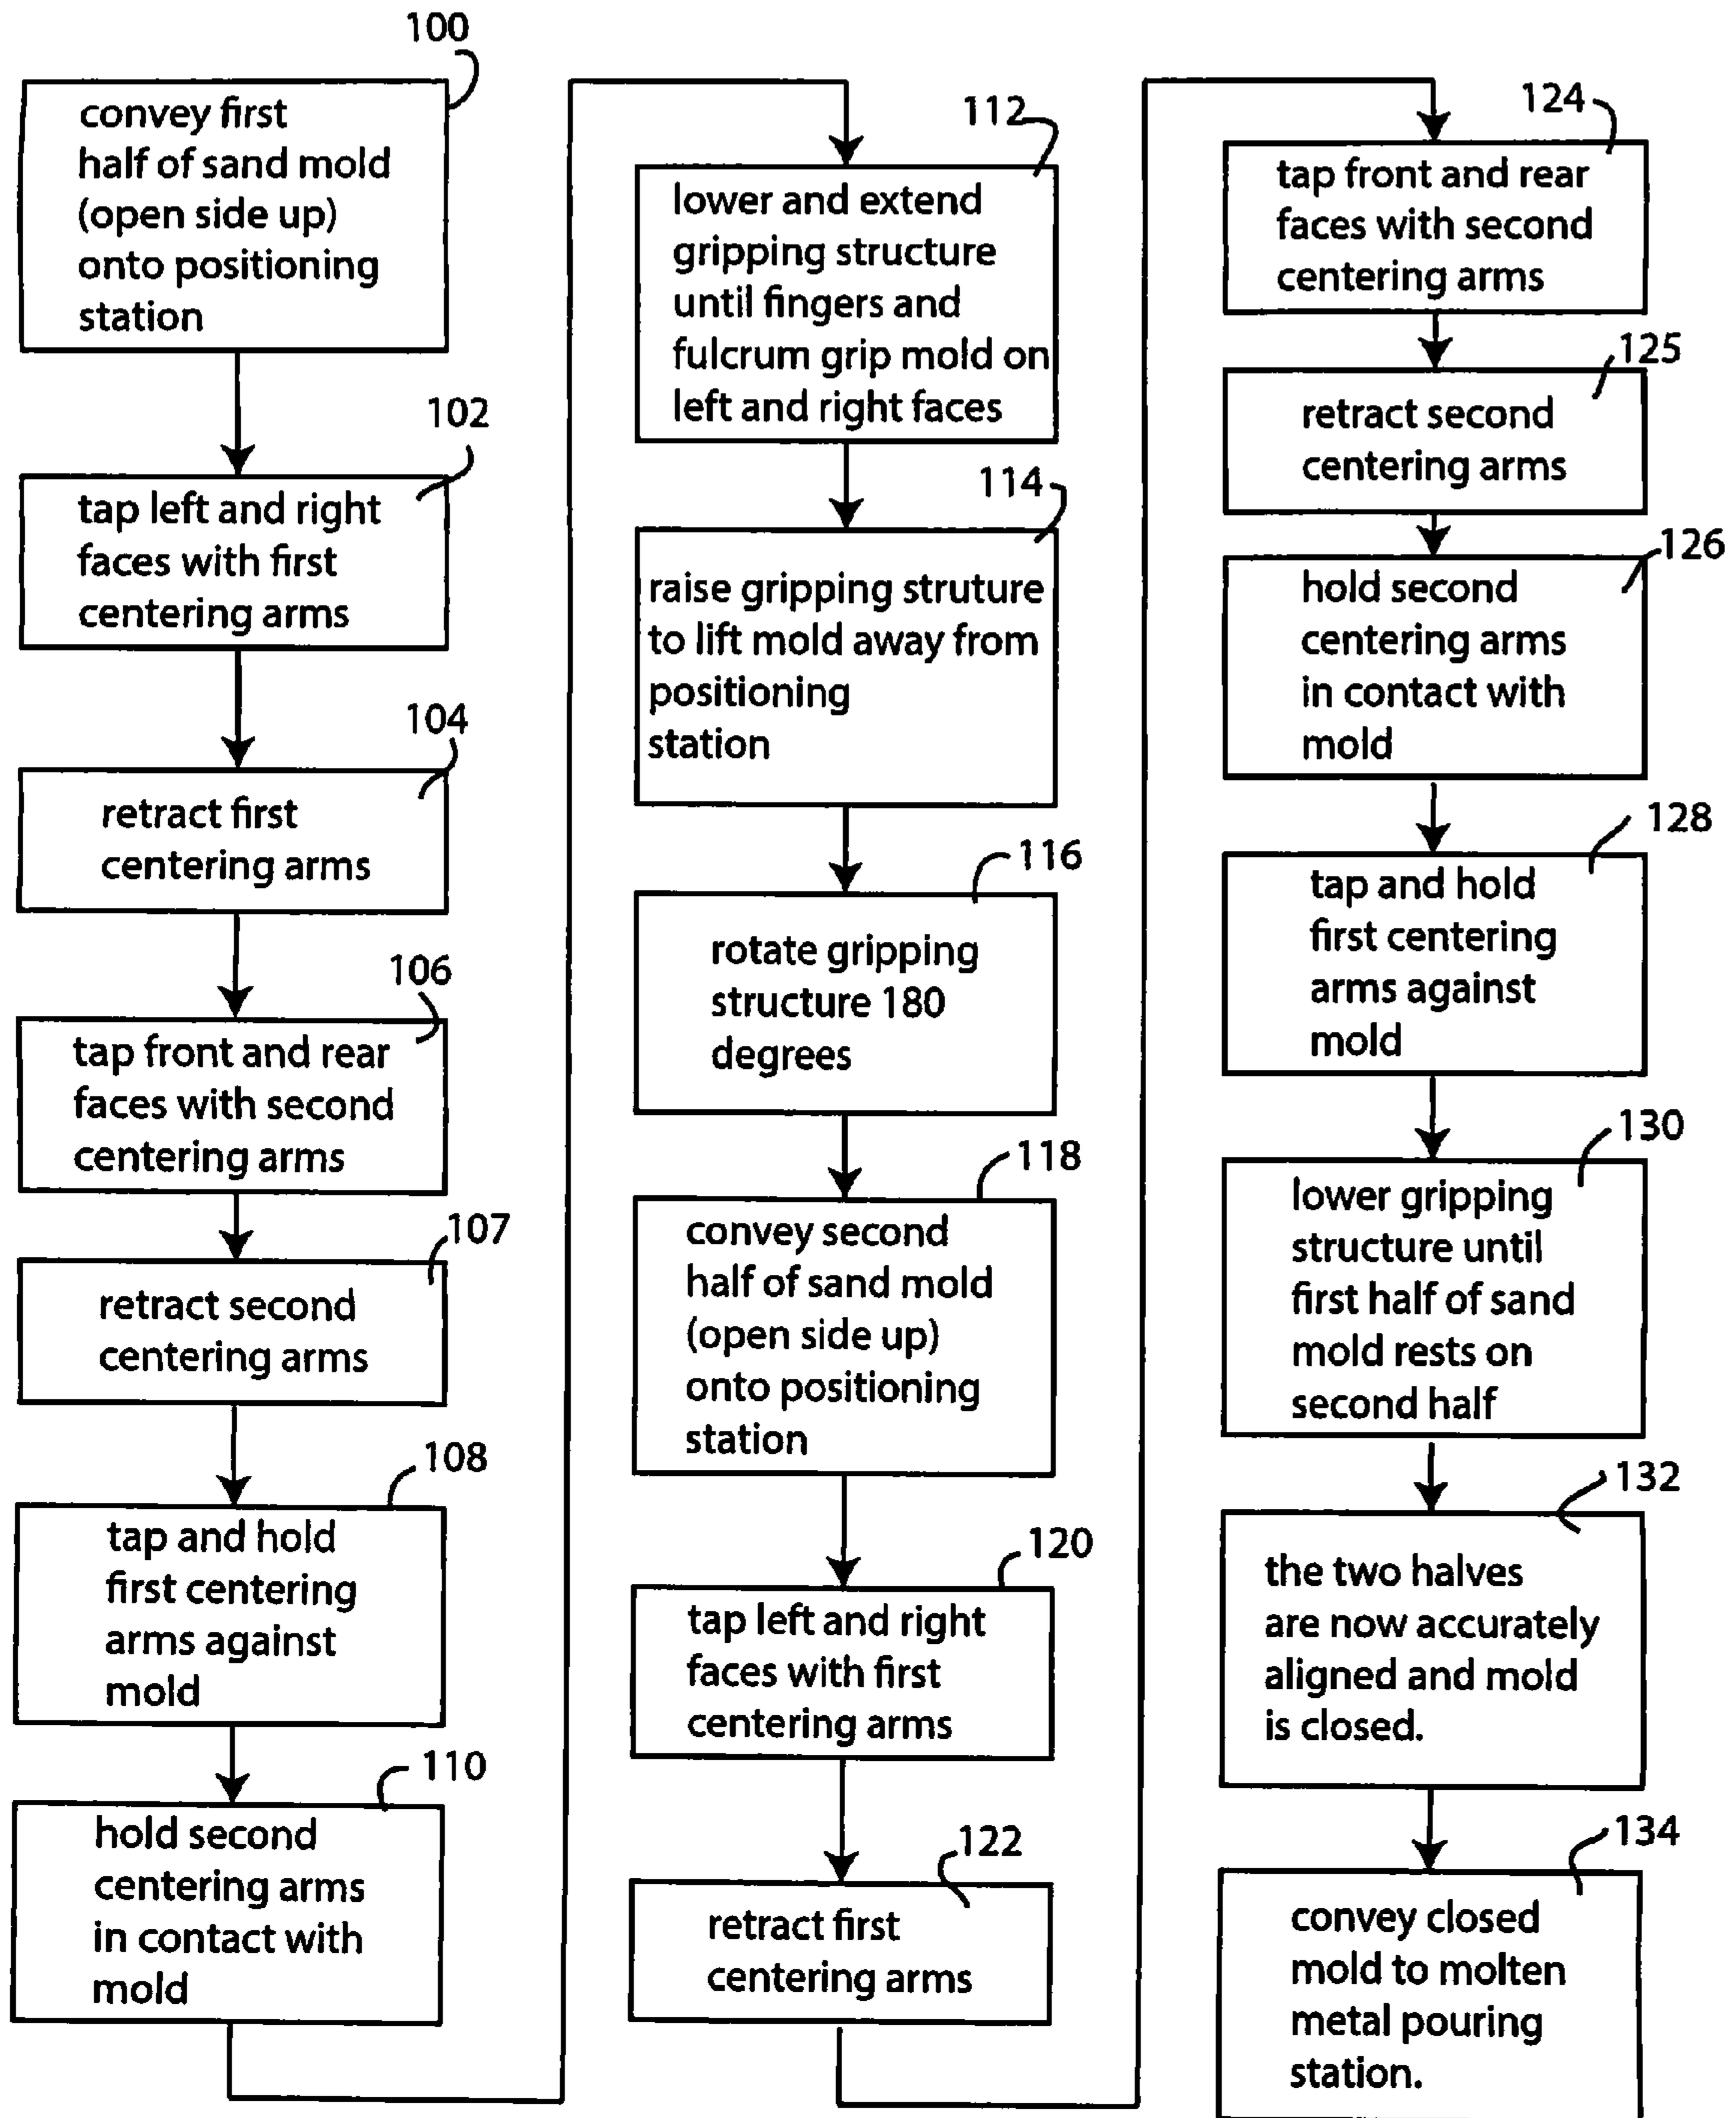 100
convey first
half of sand mold
(open side up)
onto positioning
station
102
tap left and right
faces with first
centering arms
104
retract first
centering arms
106
tap front and rear
faces with second
centering arms
107
retract second
centering arms
108
tap and hold
first centering
arms against
mold
110
hold second
centering arms
in contact with
mold
112
lower and extend
gripping structure
until fingers and
fulcrum grip mold on
left and right faces
114
raise gripping struture
to lift mold away from
positioning
station
116
rotate gripping
structure 180
degrees
118
convey second
half of sand mold
(open side up)
onto positioning
station
120
tap left and right
faces with first
centering arms
122
retract first
centering arms
124
tap front and rear
faces with second
centering arms
125
retract second
centering arms
126
hold second
centering arms
in contact with
mold
128
tap and hold
first centering
arms against
mold
130
lower gripping
structure until
first half of sand
mold rests on
second half
132
the two halves
are now accurately
aligned and mold
is closed.
134
convey closed
mold to molten
metal pouring
station.